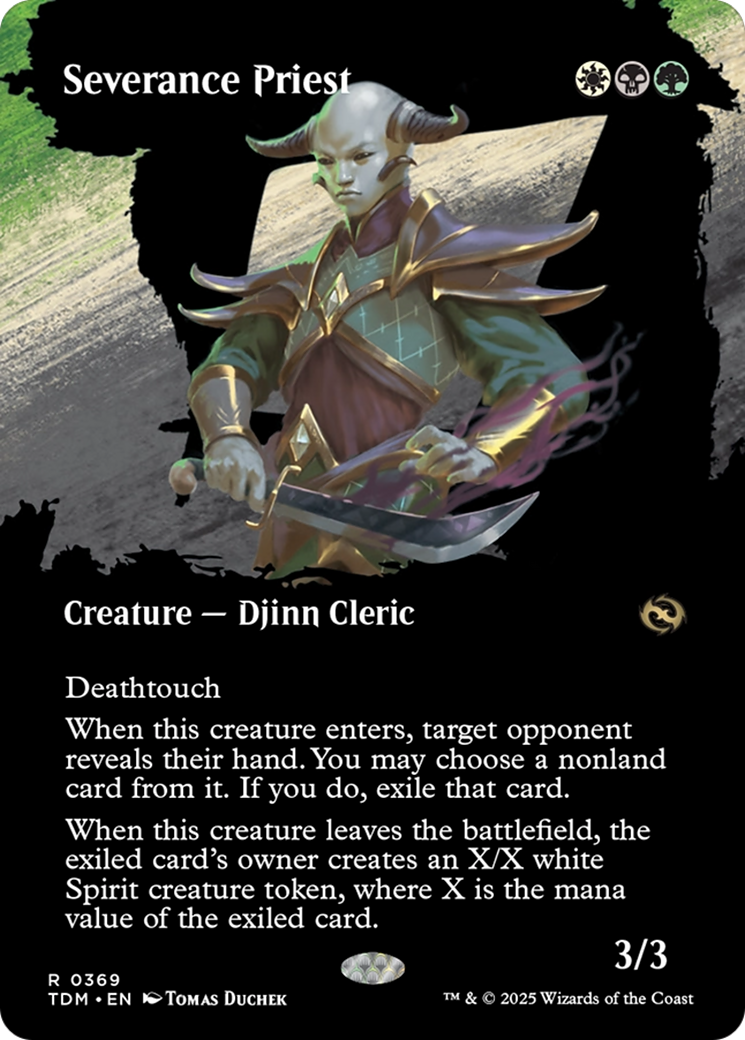 Severance Priest
Creature — Djinn Cleric
Deathtouch
When this creature enters, target opponent
reveals their hand. You may choose a nonland
card from it. If you do, exile that card.
When this creature leaves the battlefield, the
exiled card's owner creates an X/X white
Spirit creature token, where X is the mana
value of the exiled card.
3/3
R 0369
TDM • EN Tomas Duchek
™ & © 2025 Wizards of the Coast